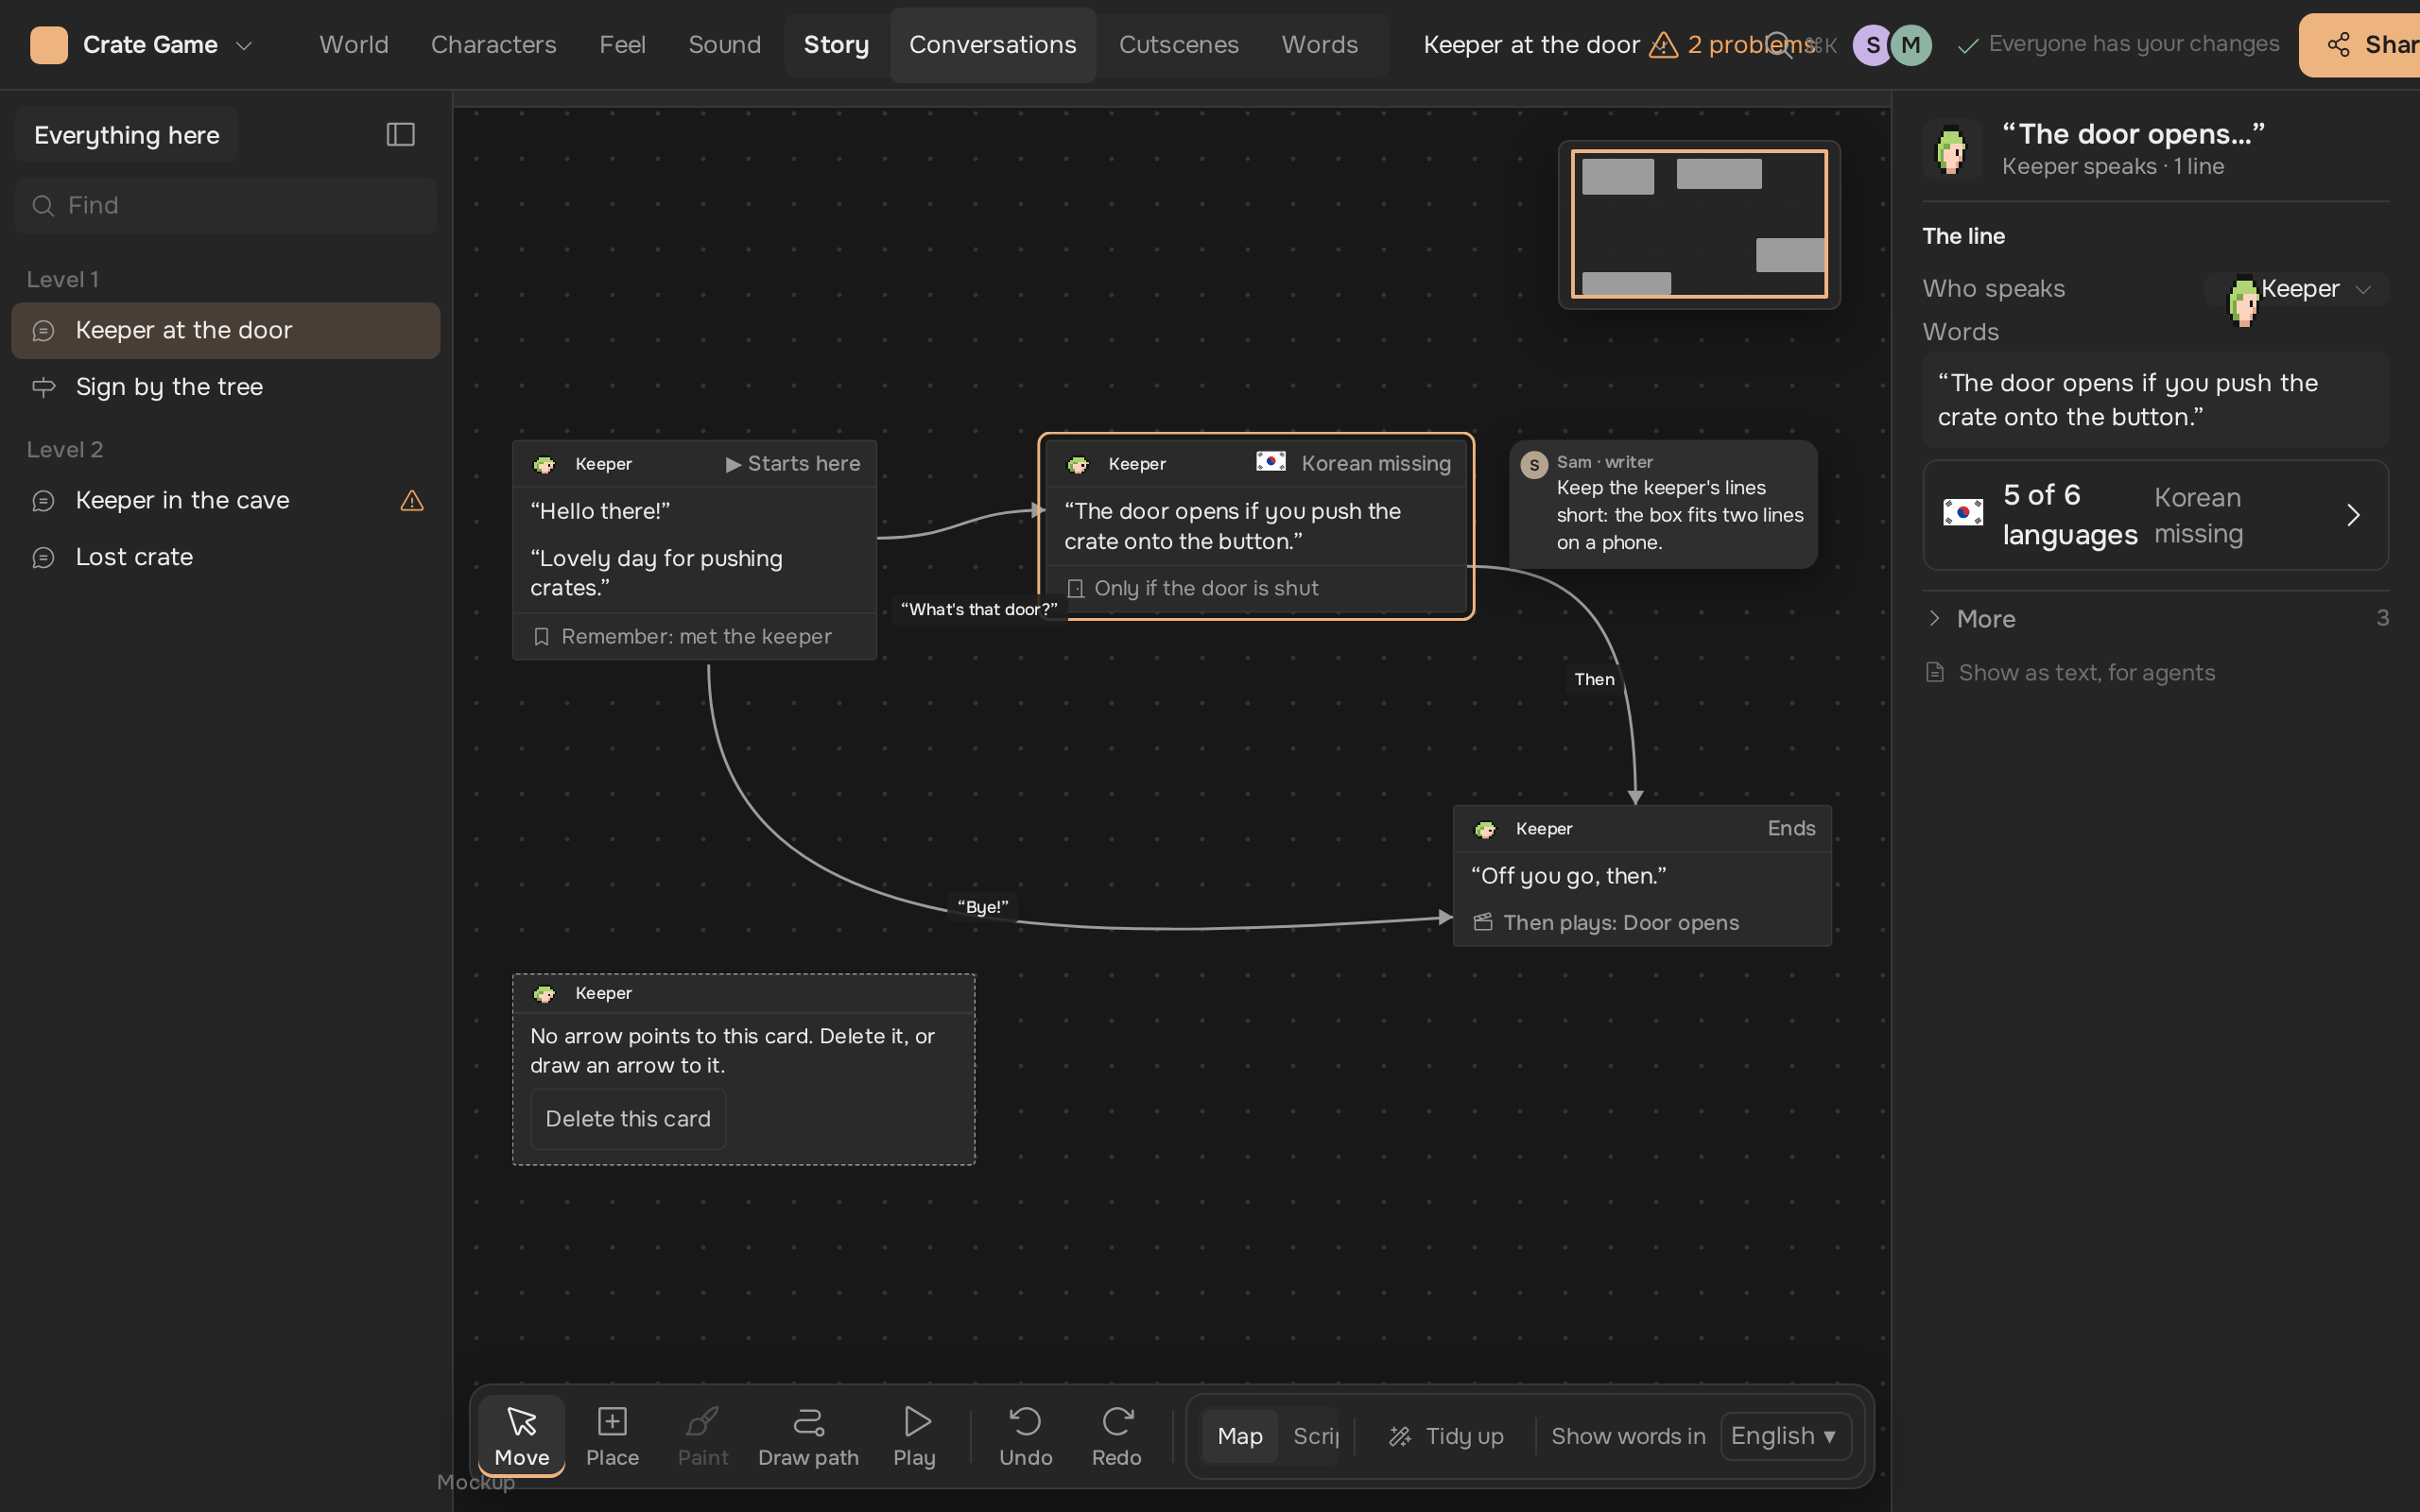 Crate Game
World
Characters
Feel
Sound
Story
Conversations
Cutscenes
Words
Keeper at the door
2 problems
⌘K
S
M
Everyone has your changes
Shar
Everything here
Find
Level 1
Keeper at the door
Sign by the tree
Level 2
Keeper in the cave
Lost crate
Keeper
▶ Starts here
“Hello there!”
“Lovely day for pushing
crates.”
Remember: met the keeper
“What's that door?”
Keeper
Korean missing
“The door opens if you push the
crate onto the button.”
Only if the door is shut
S
Sam · writer
Keep the keeper's lines
short: the box fits two lines
on a phone.
Then
Keeper
Ends
“Off you go, then.”
Then plays: Door opens
“Bye!”
Keeper
No arrow points to this card. Delete it, or
draw an arrow to it.
Delete this card
Move
Place
Paint
Draw path
Play
Undo
Redo
Map
Scrip
Tidy up
Show words in
English ▾
Mockup
“The door opens...”
Keeper speaks · 1 line
The line
Who speaks
Keeper
Words
“The door opens if you push the
crate onto the button.”
5 of 6
languages
Korean
missing
More
3
Show as text, for agents